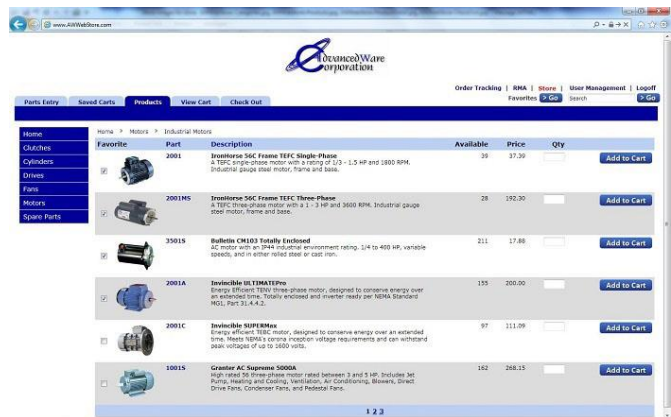 www.AWWebStore.com
AdvancedWare
Corporation
Order Tracking | RMA | Store | User Management | Logoff
Favorites > Go Search > Go
Parts Entry Saved Carts Products View Cart Check Out
Home
Clutches
Cylinders
Drives
Fans
Motors
Spare Parts
Home > Motors > Industrial Motors
Favorite Part Description Available Price Qty
2001 IronHorse 56C Frame TEFC Single-Phase 39 37.39 Add to Cart
A TEFC single-phase motor with a rating of 1/3 - 1.5 HP and 1800 RPM.
Industrial gauge steel motor, frame and base.
2001MS IronHorse 56C Frame TEFC Three-Phase 28 192.30 Add to Cart
A TEFC three-phase motor with a 1 - 3 HP and 3600 RPM. Industrial gauge
steel motor, frame and base.
3501S Bulletin CM103 Totally Enclosed 211 17.88 Add to Cart
AC motor with an IP44 industrial environment rating. 1/4 to 400 HP, variable
speeds, and in either rolled steel or cast iron.
2001A Invincible ULTIMATEPro 155 200.00 Add to Cart
Energy Efficient TENV three-phase motor, designed to conserve energy over
an extended time. Totally enclosed and inverter ready per NEMA Standard
MG1, Part 31.4.4.2.
2001C Invincible SUPERMax 97 111.09 Add to Cart
Energy efficient TEBC motor, designed to conserve energy over an extended
time. Meets NEMA's corona inception voltage requirements and can withstand
peak voltages of up to 1600 volts.
1001S Granter AC Supreme 5000A 162 268.15 Add to Cart
High rated 56 three-phase motor rated between 3 and 5 HP. Includes Jet
Pump, Heating and Cooling, Ventilation, Air Conditioning, Blowers, Direct
Drive Fans, Condenser Fans, and Pedestal Fans.
1 2 3